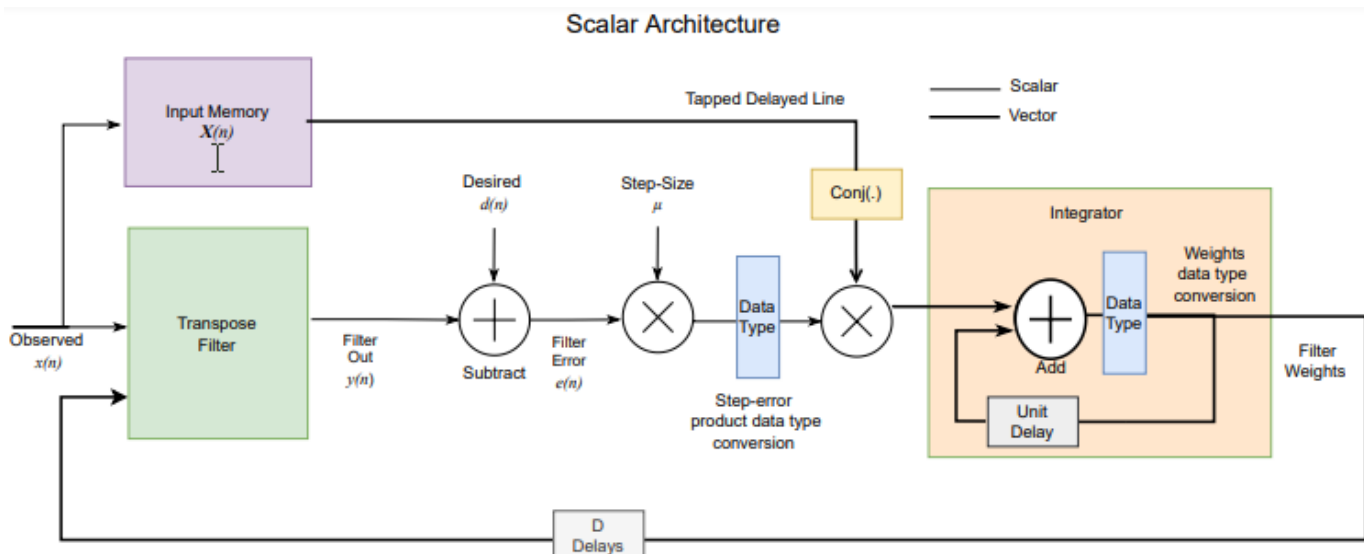 Scalar Architecture
Input Memory
X(n)
Tapped Delayed Line
Scalar
Vector
Desired
d(n)
Step-Size
μ
Conj(.)
Integrator
Weights
data type
conversion
Transpose
Filter
Data
Type
Data
Type
Observed
x(n)
Filter
Out
y(n)
Subtract
Filter
Error
e(n)
Add
Filter
Weights
Step-error
product data type
conversion
Unit
Delay
D
Delays